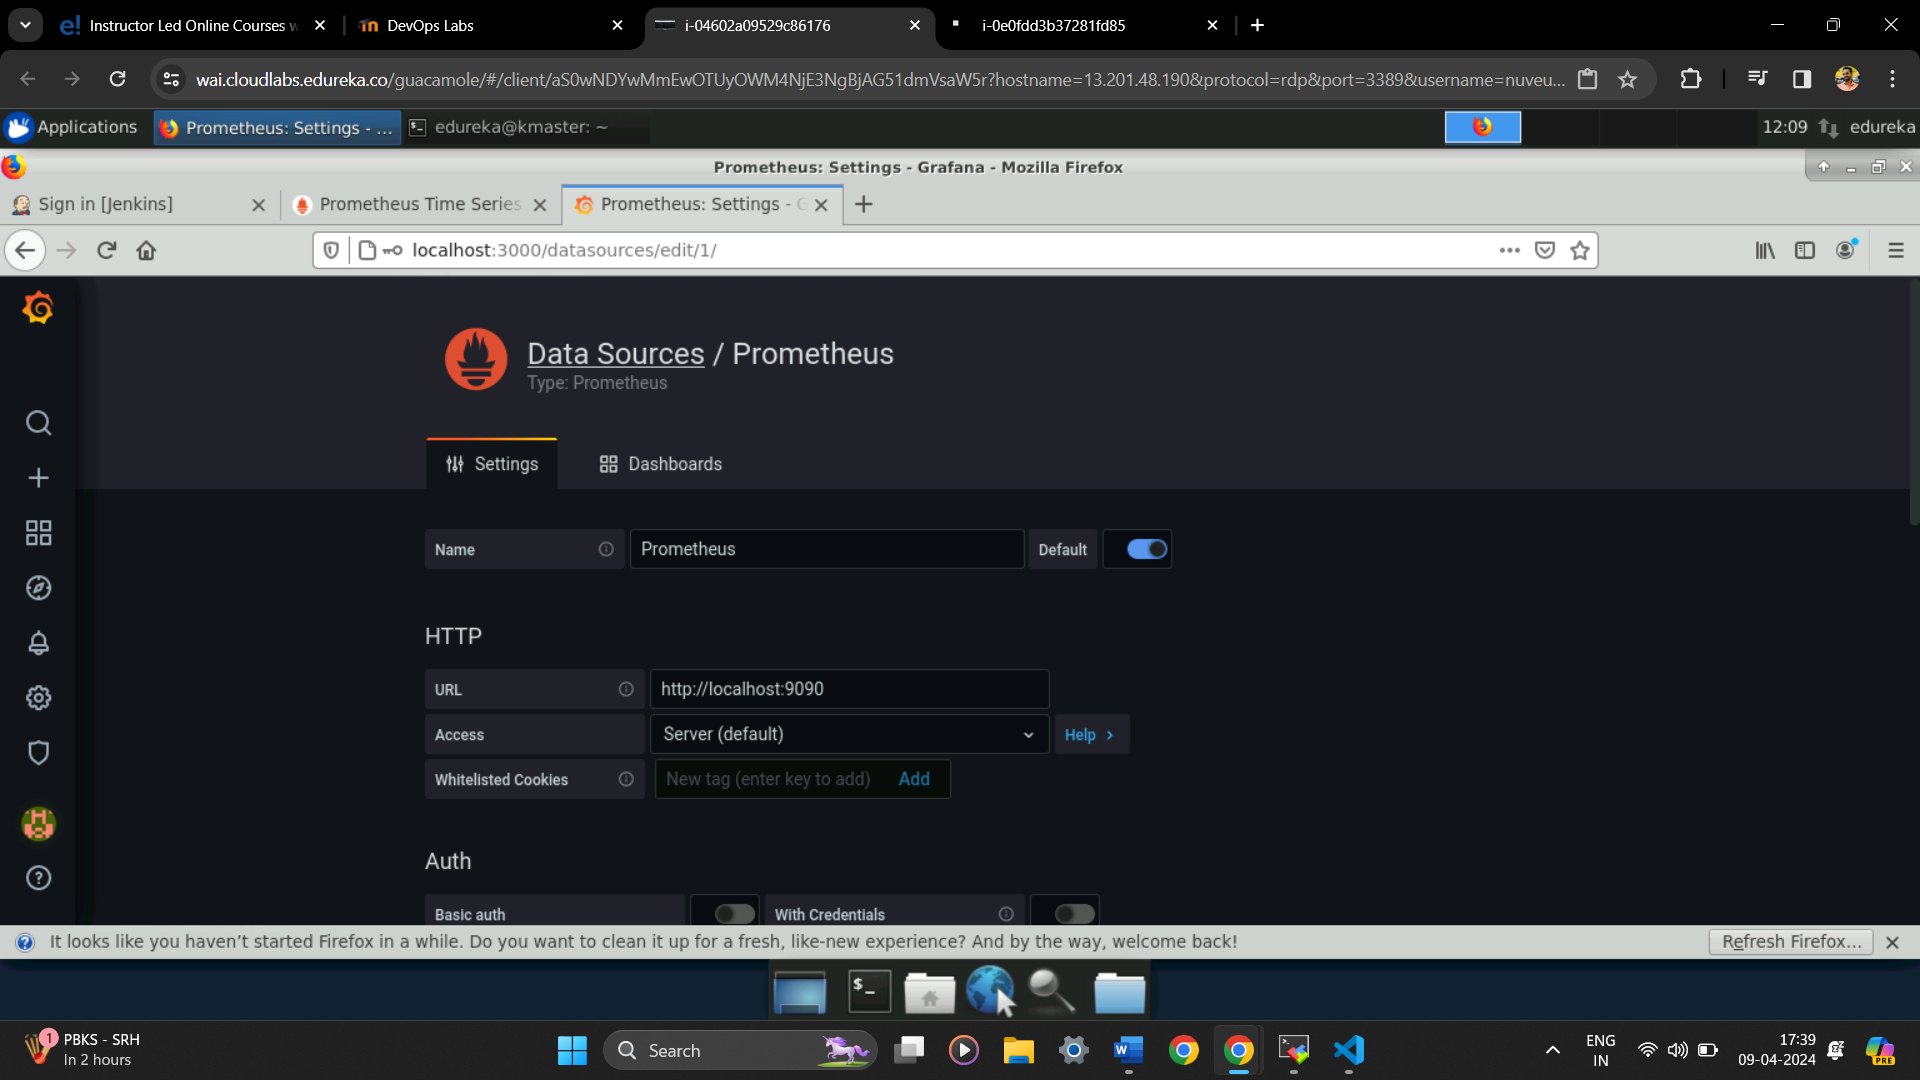 Instructor Led Online Courses w
DevOps Labs
i-04602a09529c86176
i-0e0fdd3b37281fd85
wai.cloudlabs.edureka.co/guacamole/#/client/aS0wNDYwMmEwOTUyOWM4NjE3NgBjAG51dmVsaW5r?hostname=13.201.48.190&protocol=rdp&port=3389&username=nuveu...
Applications
Prometheus: Settings - ...
edureka@kmaster: ~
12:09
edureka
Prometheus: Settings - Grafana - Mozilla Firefox
Sign in [Jenkins]
Prometheus Time Series
Prometheus: Settings - G
localhost:3000/datasources/edit/1/
Data Sources / Prometheus
Type: Prometheus
Settings
Dashboards
Name
Prometheus
Default
HTTP
URL
http://localhost:9090
Access
Server (default)
Help
Whitelisted Cookies
New tag (enter key to add)
Add
Auth
Basic auth
With Credentials
It looks like you haven’t started Firefox in a while. Do you want to clean it up for a fresh, like-new experience? And by the way, welcome back!
Refresh Firefox...
1
PBKS - SRH
In 2 hours
Search
ENG
IN
17:39
09-04-2024
PRE